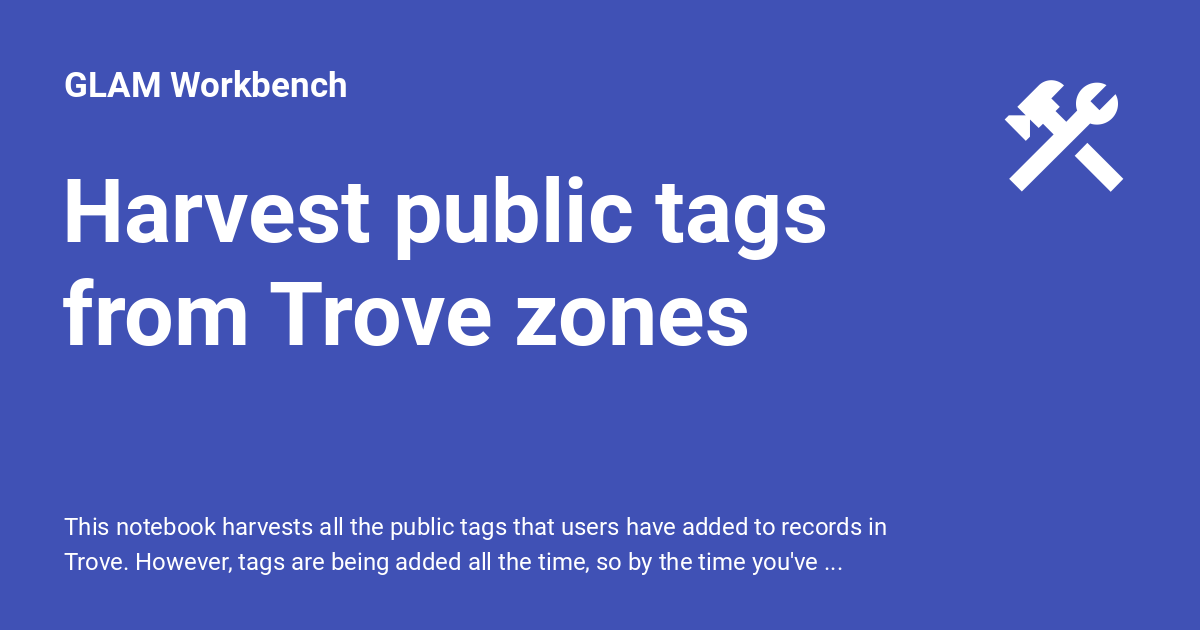 GLAM Workbench
Harvest public tags
from Trove zones
This notebook harvests all the public tags that users have added to records in
Trove. However, tags are being added all the time, so by the time you've ...